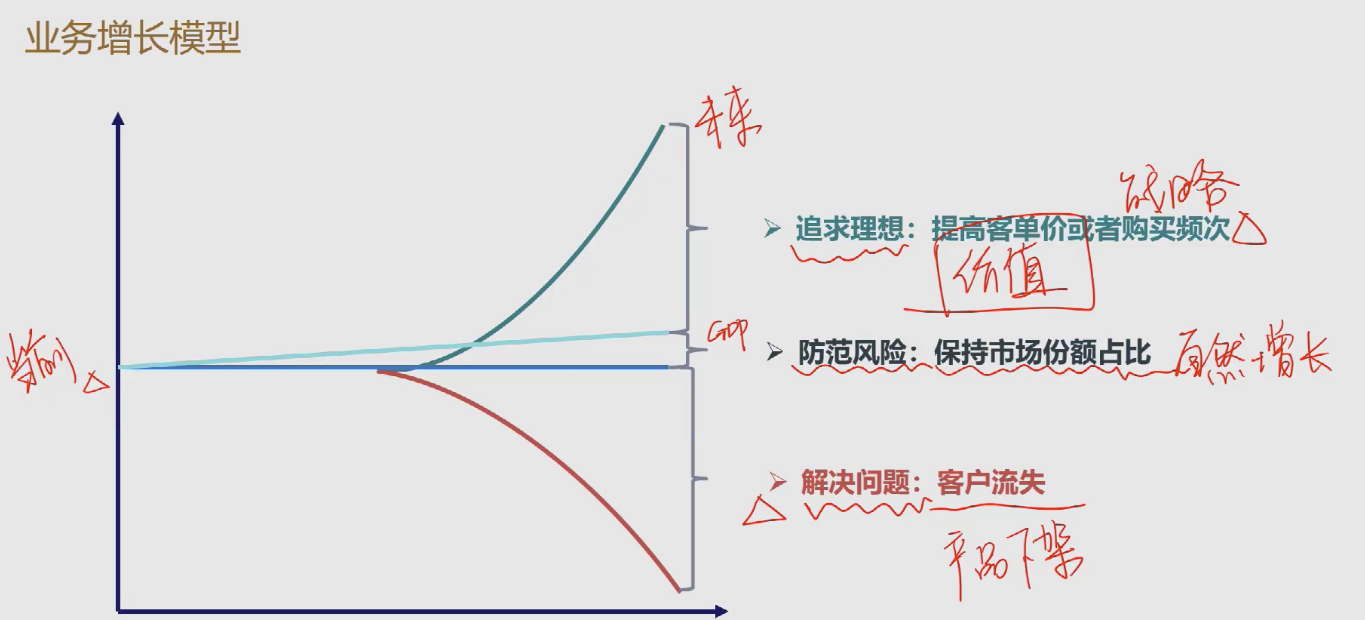 业务增长模型
未来
战略
追求理想：提高客单价或者购买频次
价值
GDP
防范风险：保持市场份额占比
自然增长
解决问题：客户流失
产品下架